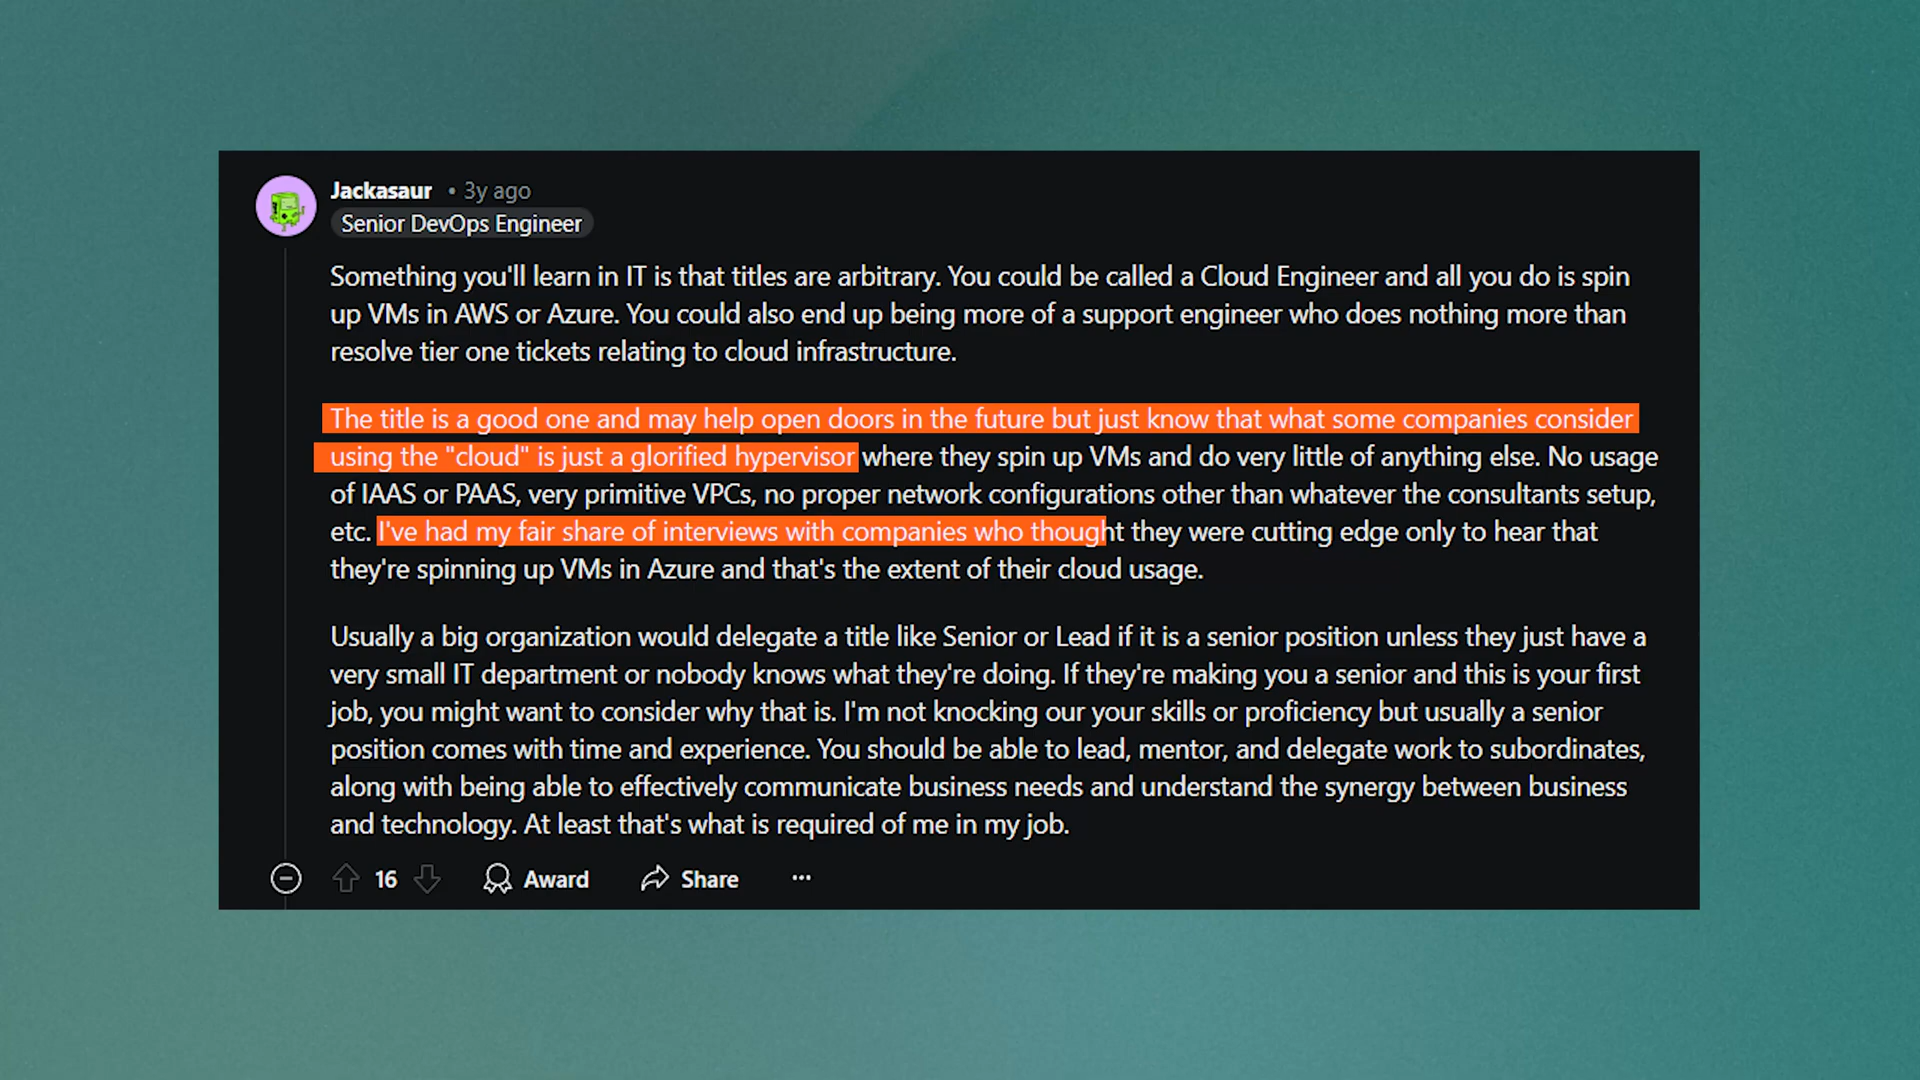 Jackasaur • 3y ago
Senior DevOps Engineer
Something you'll learn in IT is that titles are arbitrary. You could be called a Cloud Engineer and all you do is spin
up VMs in AWS or Azure. You could also end up being more of a support engineer who does nothing more than
resolve tier one tickets relating to cloud infrastructure.
The title is a good one and may help open doors in the future but just know that what some companies consider
using the "cloud" is just a glorified hypervisor where they spin up VMs and do very little of anything else. No usage
of IAAS or PAAS, very primitive VPCs, no proper network configurations other than whatever the consultants setup,
etc. I've had my fair share of interviews with companies who thought they were cutting edge only to hear that
they're spinning up VMs in Azure and that's the extent of their cloud usage.
Usually a big organization would delegate a title like Senior or Lead if it is a senior position unless they just have a
very small IT department or nobody knows what they're doing. If they're making you a senior and this is your first
job, you might want to consider why that is. I'm not knocking our your skills or proficiency but usually a senior
position comes with time and experience. You should be able to lead, mentor, and delegate work to subordinates,
along with being able to effectively communicate business needs and understand the synergy between business
and technology. At least that's what is required of me in my job.
16 Award Share ···